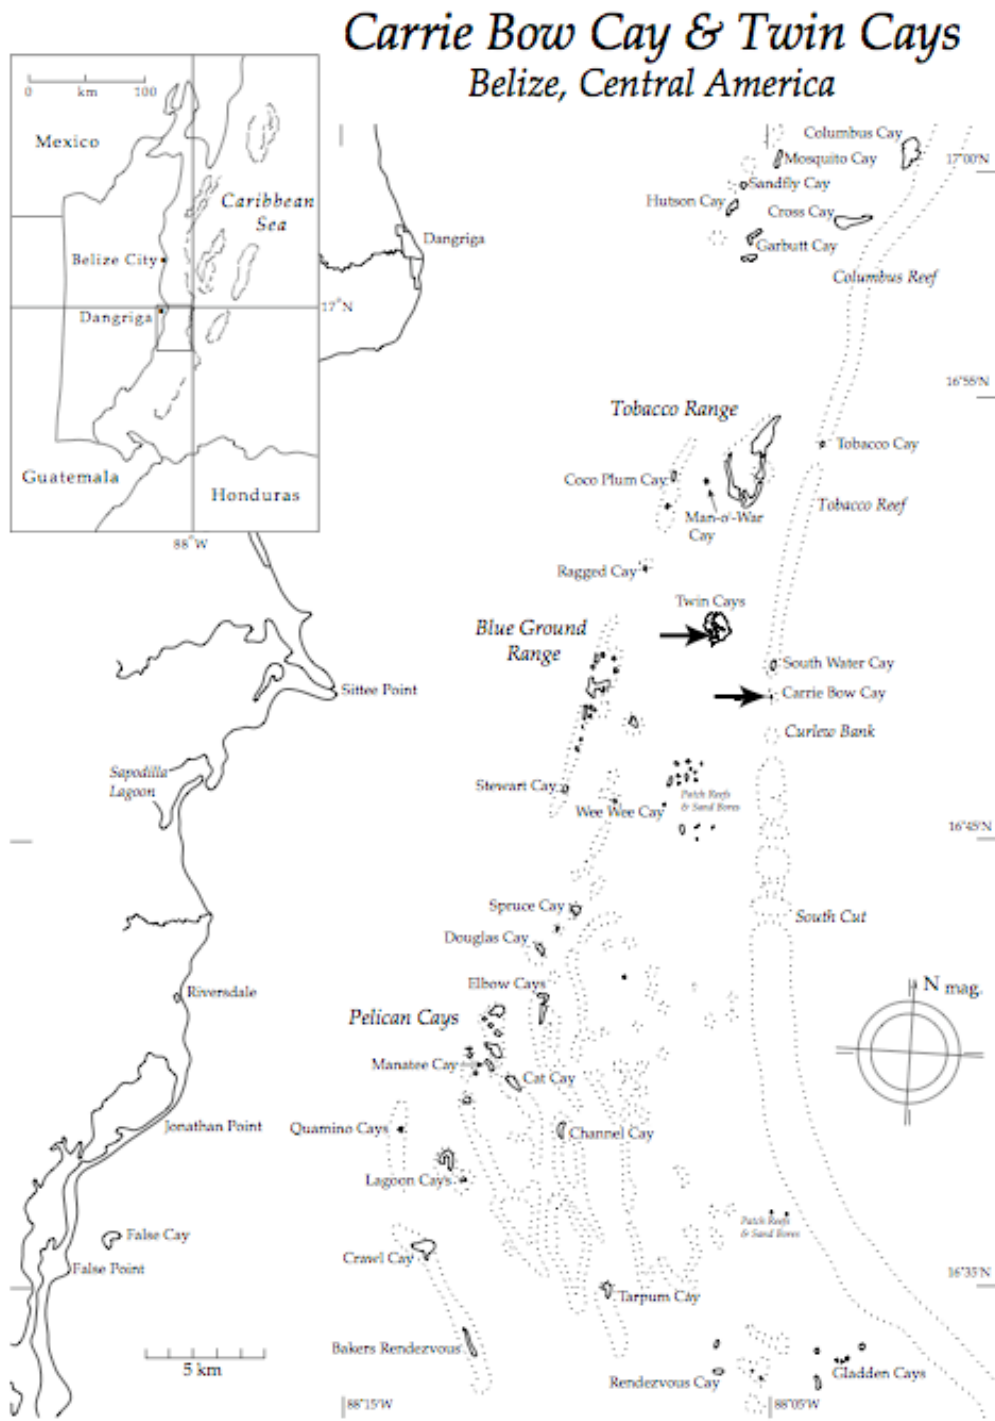 Carrie Bow Cay & Twin Cays
Belize, Central America
0 km 100
Mexico
Caribbean
Sea
Belize City
Dangriga
17°N
Guatemala
Honduras
88°W
Dangriga
Columbus Cay
Mosquito Cay
17°00'N
Sandfly Cay
Hutson Cay
Cross Cay
Garbutt Cay
Columbus Reef
16°55'N
Tobacco Range
Tobacco Cay
Coco Plum Cay
Man-o'-War
Cay
Tobacco Reef
Ragged Cay
Twin Cays
Blue Ground
Range
South Water Cay
Sittee Point
Carrie Bow Cay
Curlew Bank
Sapodilla
Lagoon
Stewart Cay
Wee Wee Cay
Patch Reefs
& Sand Bores
16°45'N
Spruce Cay
South Cut
Douglas Cay
Elbow Cays
Riversdale
N mag.
Pelican Cays
Manatee Cay
Cat Cay
Jonathan Point
Quamino Cays
Channel Cay
Lagoon Cays
Patch Reefs
& Sand Bores
False Cay
Crawl Cay
False Point
16°35'N
Tarpum Cay
Bakers Rendezvous
5 km
Rendezvous Cay
Gladden Cays
88°15'W
88°05'W